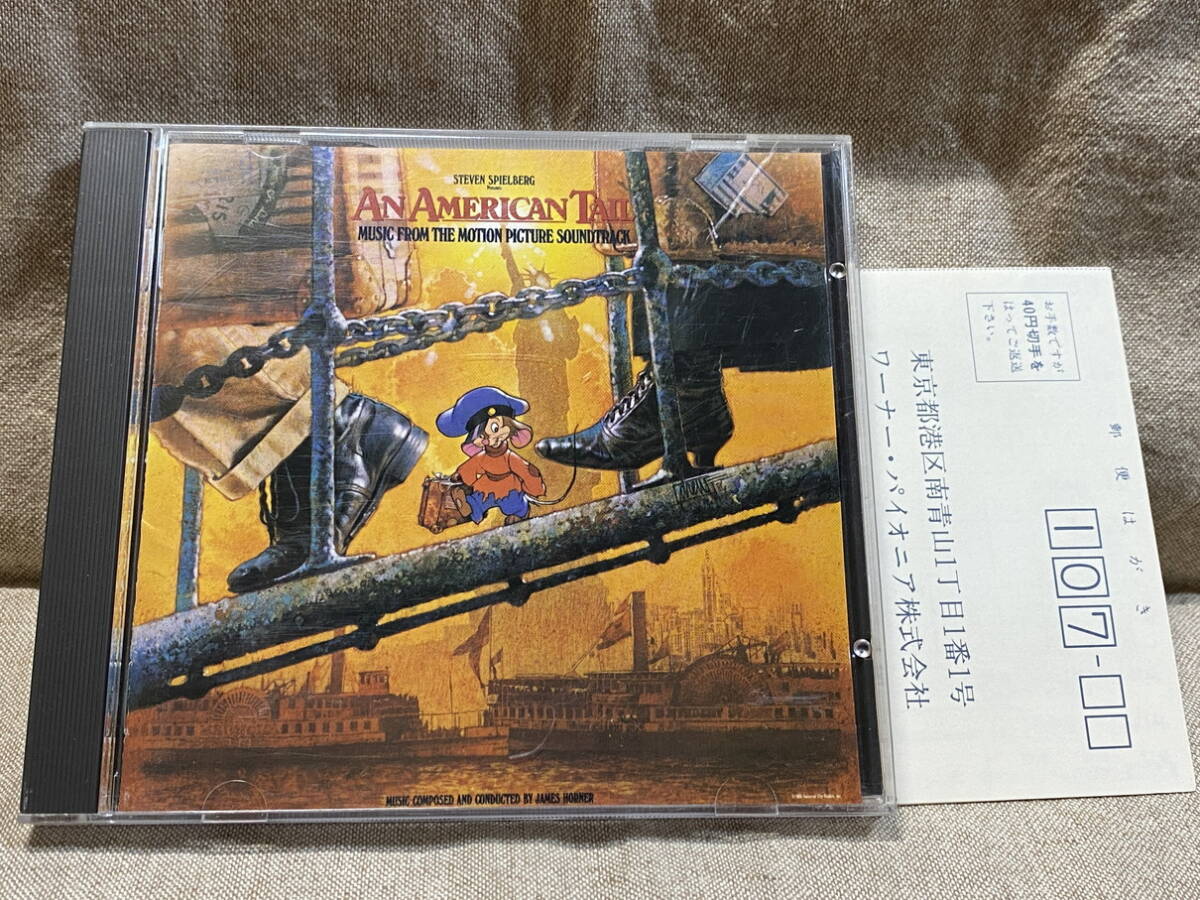 STEVEN SPIELBERG
Presents
AN AMERICAN TAIL
MUSIC FROM THE MOTION PICTURE SOUNDTRACK
MUSIC COMPOSED AND CONDUCTED BY JAMES HORNER
お手数ですが
40円切手を
はってご返送
下さい。
郵便はがき
107-
東京都港区南青山1丁目1番1号
ワーナー・パイオニア株式会社